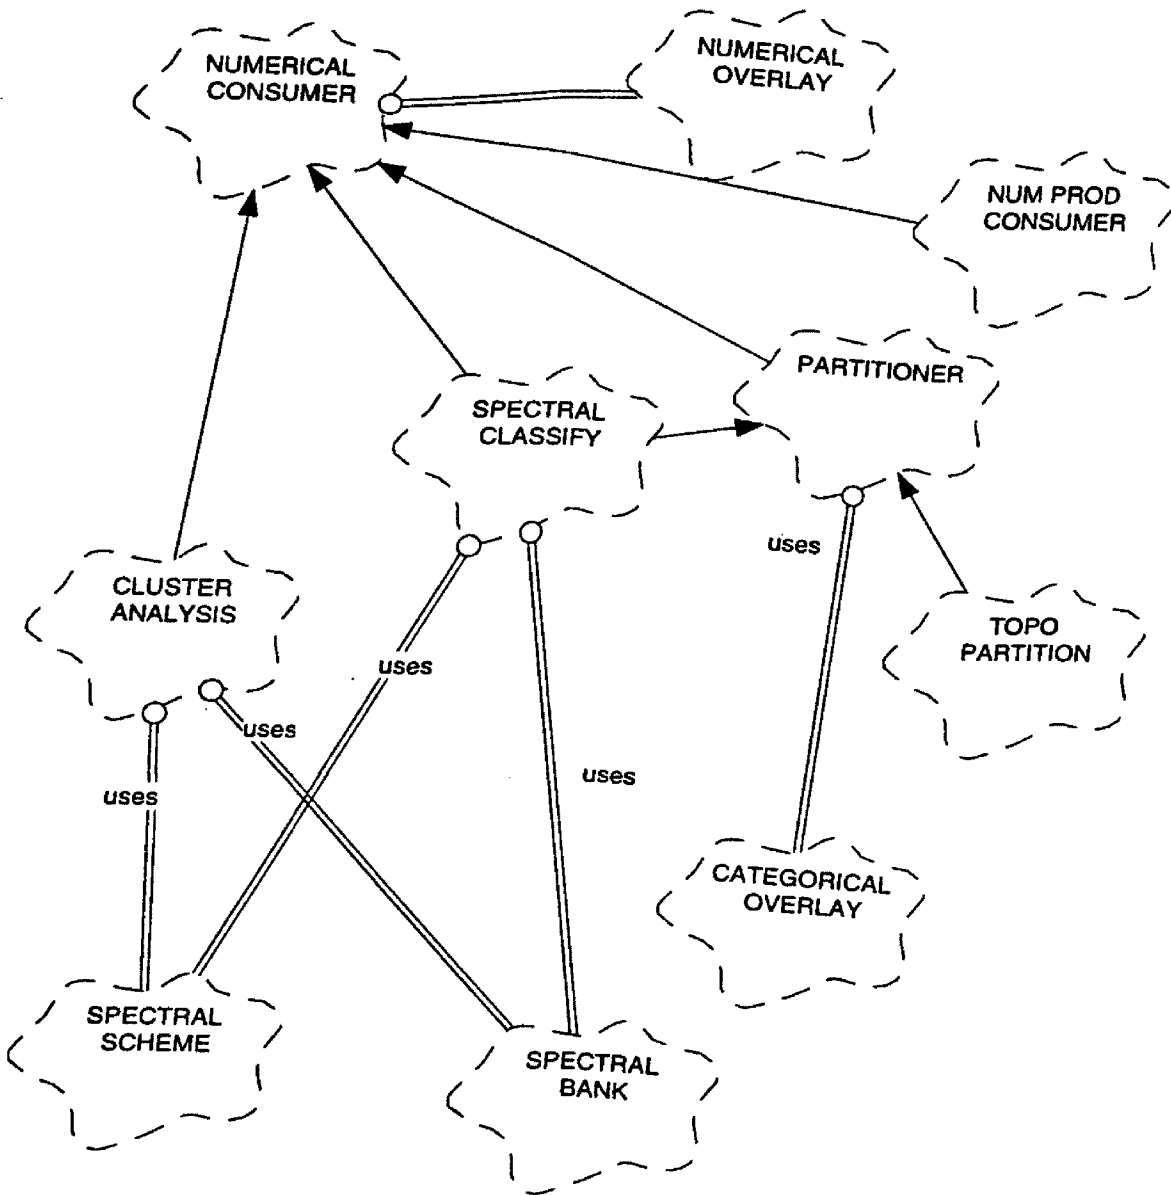 NUMERICAL
CONSUMER
NUMERICAL
OVERLAY
NUM PROD
CONSUMER
PARTITIONER
SPECTRAL
CLASSIFY
uses
CLUSTER
ANALYSIS
TOPO
PARTITION
uses
uses
uses
uses
CATEGORICAL
OVERLAY
SPECTRAL
SCHEME
SPECTRAL
BANK